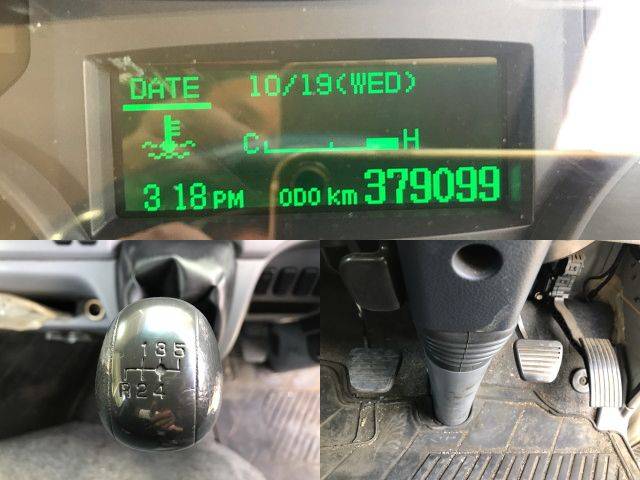 DATE 10/19(WED)
C H
3 18 PM ODO km 379099
1 3 5
R 2 4